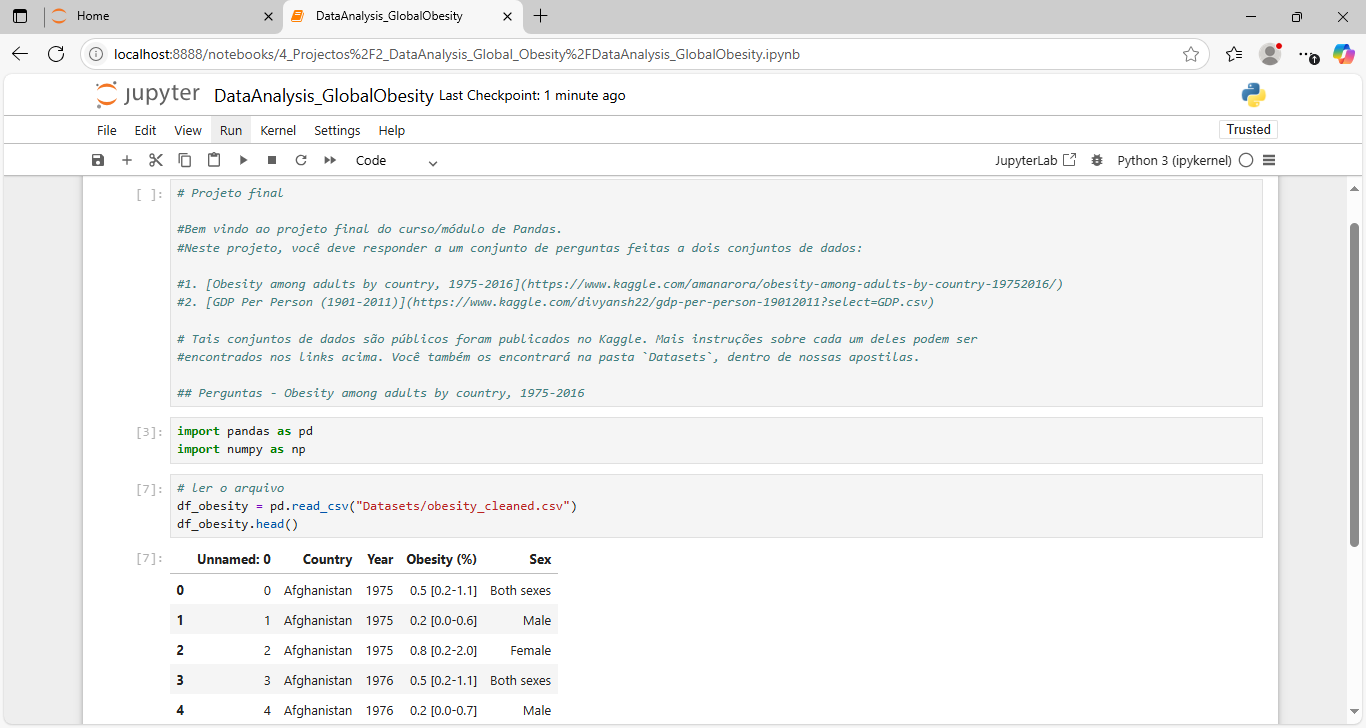 Home
DataAnalysis_GlobalObesity
localhost:8888/notebooks/4_Projectos%2F2_DataAnalysis_Global_Obesity%2FDataAnalysis_GlobalObesity.ipynb
jupyter DataAnalysis_GlobalObesity Last Checkpoint: 1 minute ago
File Edit View Run Kernel Settings Help Trusted
Code JupyterLab Python 3 (ipykernel)
[ ]: # Projeto final
#Bem vindo ao projeto final do curso/módulo de Pandas.
#Neste projeto, você deve responder a um conjunto de perguntas feitas a dois conjuntos de dados:
#1. [Obesity among adults by country, 1975-2016](https://www.kaggle.com/amanarora/obesity-among-adults-by-country-19752016/)
#2. [GDP Per Person (1901-2011)](https://www.kaggle.com/divyansh22/gdp-per-person-19012011?select=GDP.csv)
# Tais conjuntos de dados são públicos foram publicados no Kaggle. Mais instruções sobre cada um deles podem ser
#encontrados nos links acima. Você também os encontrará na pasta `Datasets`, dentro de nossas apostilas.
## Perguntas - Obesity among adults by country, 1975-2016
[3]: import pandas as pd
import numpy as np
[7]: # ler o arquivo
df_obesity = pd.read_csv("Datasets/obesity_cleaned.csv")
df_obesity.head()
[7]: Unnamed: 0 Country Year Obesity (%) Sex
0 0 Afghanistan 1975 0.5 [0.2-1.1] Both sexes
1 1 Afghanistan 1975 0.2 [0.0-0.6] Male
2 2 Afghanistan 1975 0.8 [0.2-2.0] Female
3 3 Afghanistan 1976 0.5 [0.2-1.1] Both sexes
4 4 Afghanistan 1976 0.2 [0.0-0.7] Male